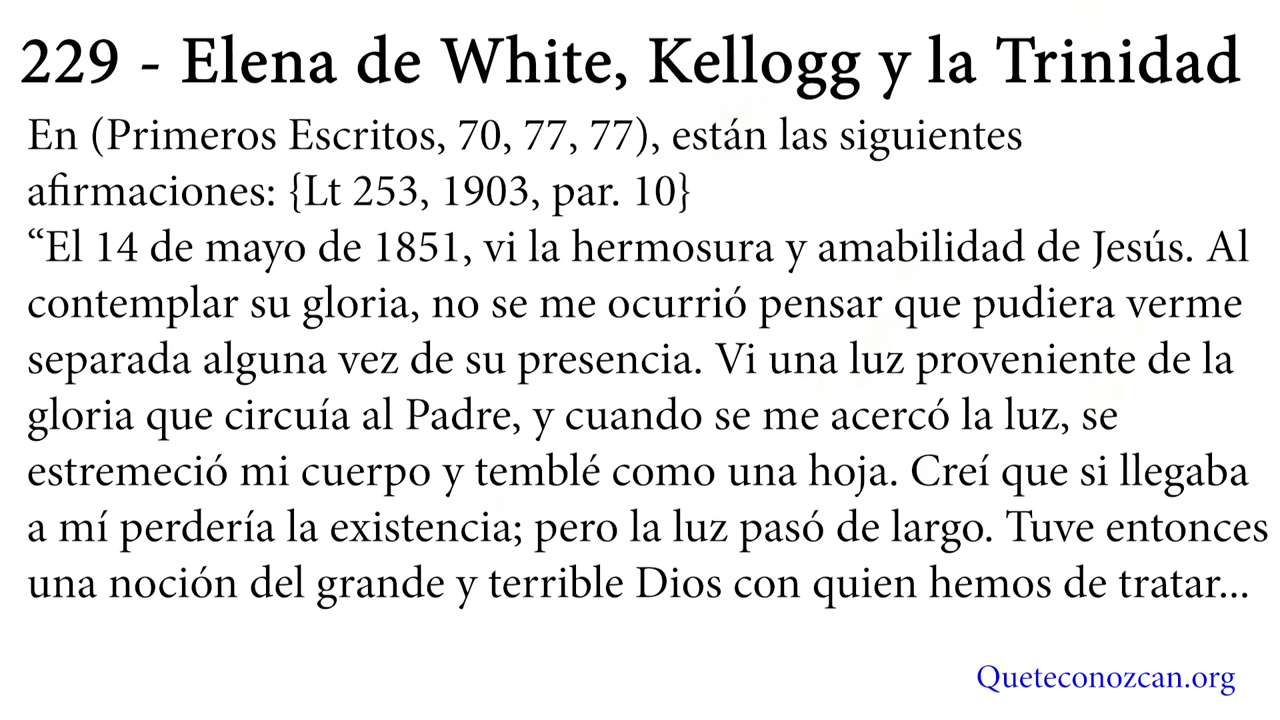 229 - Elena de White, Kellogg y la Trinidad
En (Primeros Escritos, 70, 77, 77), están las siguientes
afirmaciones: {Lt 253, 1903, par. 10}
“El 14 de mayo de 1851, vi la hermosura y amabilidad de Jesús. Al
contemplar su gloria, no se me ocurrió pensar que pudiera verme
separada alguna vez de su presencia. Vi una luz proveniente de la
gloria que circuía al Padre, y cuando se me acercó la luz, se
estremeció mi cuerpo y temblé como una hoja. Creí que si llegaba
a mí perdería la existencia; pero la luz pasó de largo. Tuve entonces
una noción del grande y terrible Dios con quien hemos de tratar...
Queteconozcan.org